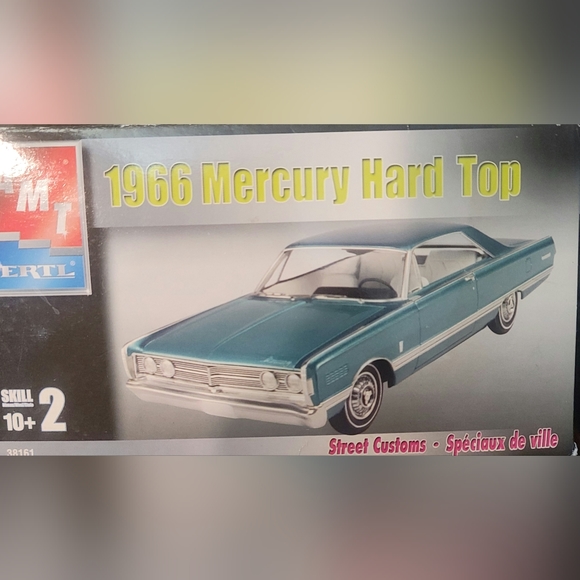 AMT
ERTL®
1966 Mercury Hard Top
SKILL
10+ 2
38161
Street Customs - Spéciaux de ville